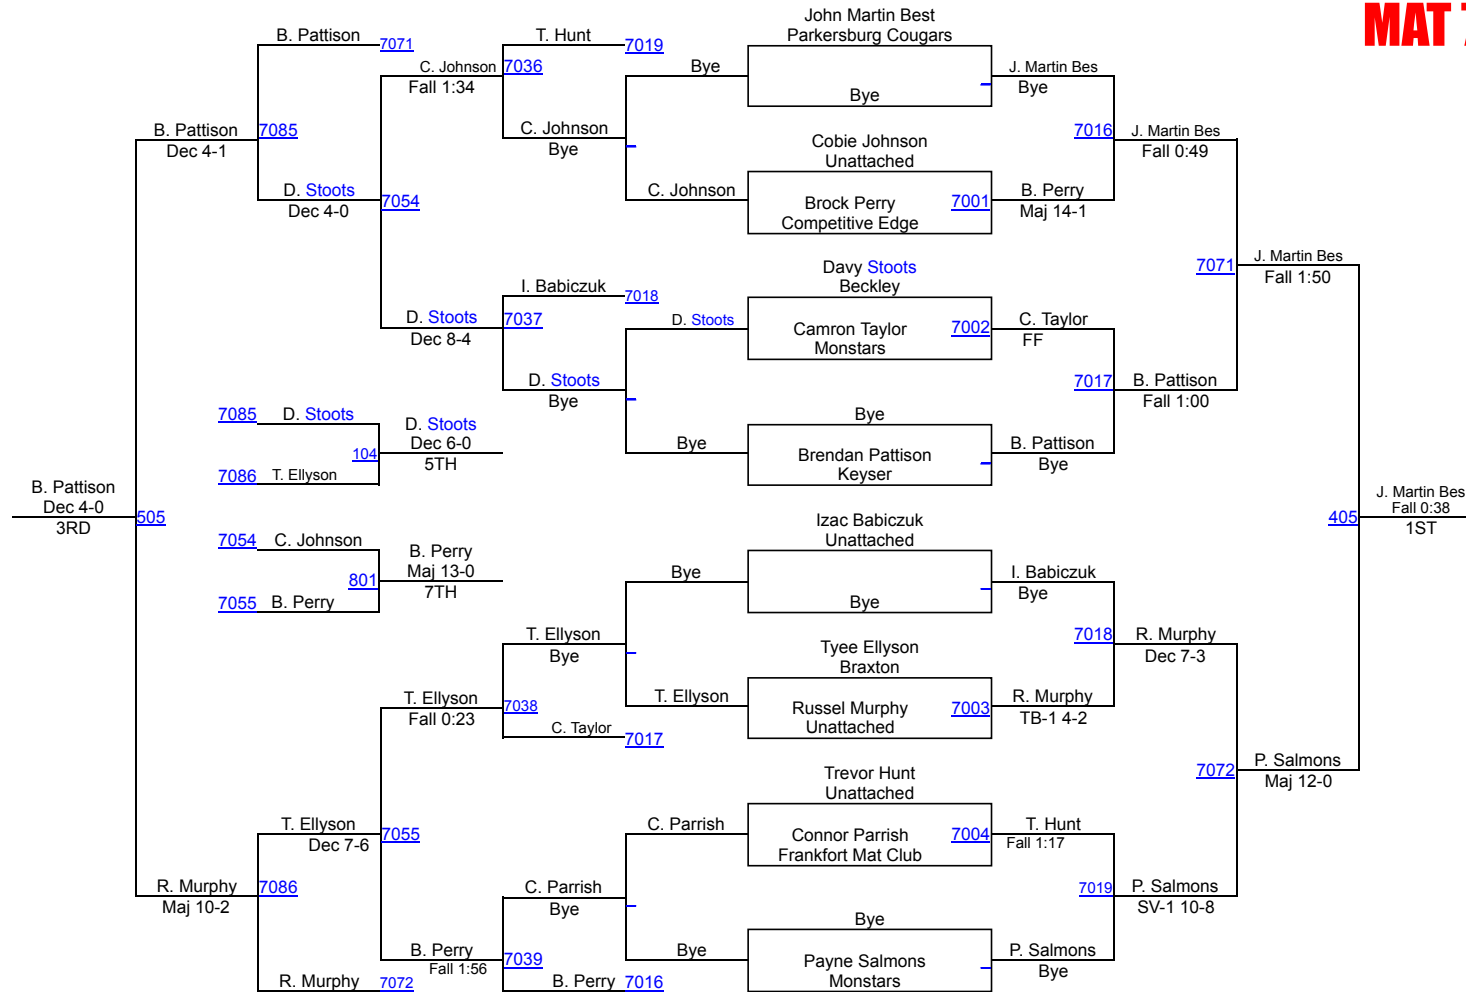 MAT 7
John Martin Best
Parkersburg Cougars
B. Pattison
7071
T. Hunt
7019
C. Johnson
7036
Fall 1:34
Bye
J. Martin Bes
Bye
Bye
B. Pattison
7085
Dec 4-1
C. Johnson
Bye
Cobie Johnson
Unattached
7016
J. Martin Bes
Fall 0:49
D. Stoots
Dec 4-0
7054
C. Johnson
Brock Perry
Competitive Edge
7001
B. Perry
Maj 14-1
Davy Stoots
Beckley
7071
J. Martin Bes
Fall 1:50
I. Babiczuk
7018
D. Stoots
7037
Dec 8-4
D. Stoots
Camron Taylor
Monstars
7002
C. Taylor
FF
D. Stoots
Bye
7017
B. Pattison
Fall 1:00
7085
D. Stoots
D. Stoots
Dec 6-0
5TH
104
7086
T. Ellyson
Bye
Bye
Brendan Pattison
Keyser
B. Pattison
Bye
B. Pattison
Dec 4-0
3RD
505
405
J. Martin Bes
Fall 0:38
1ST
7054
C. Johnson
B. Perry
Maj 13-0
7TH
801
7055
B. Perry
Izac Babiczuk
Unattached
Bye
Bye
I. Babiczuk
Bye
T. Ellyson
Bye
Tyee Ellyson
Braxton
7018
R. Murphy
Dec 7-3
T. Ellyson
7038
Fall 0:23
C. Taylor
7017
T. Ellyson
Russel Murphy
Unattached
7003
R. Murphy
TB-1 4-2
Trevor Hunt
Unattached
7072
P. Salmons
Maj 12-0
T. Ellyson
7055
Dec 7-6
C. Parrish
Connor Parrish
Frankfort Mat Club
7004
T. Hunt
Fall 1:17
R. Murphy
7086
Maj 10-2
C. Parrish
Bye
7019
P. Salmons
SV-1 10-8
B. Perry
7039
Fall 1:56
Bye
Bye
Payne Salmons
Monstars
P. Salmons
Bye
R. Murphy
7072
B. Perry
7016